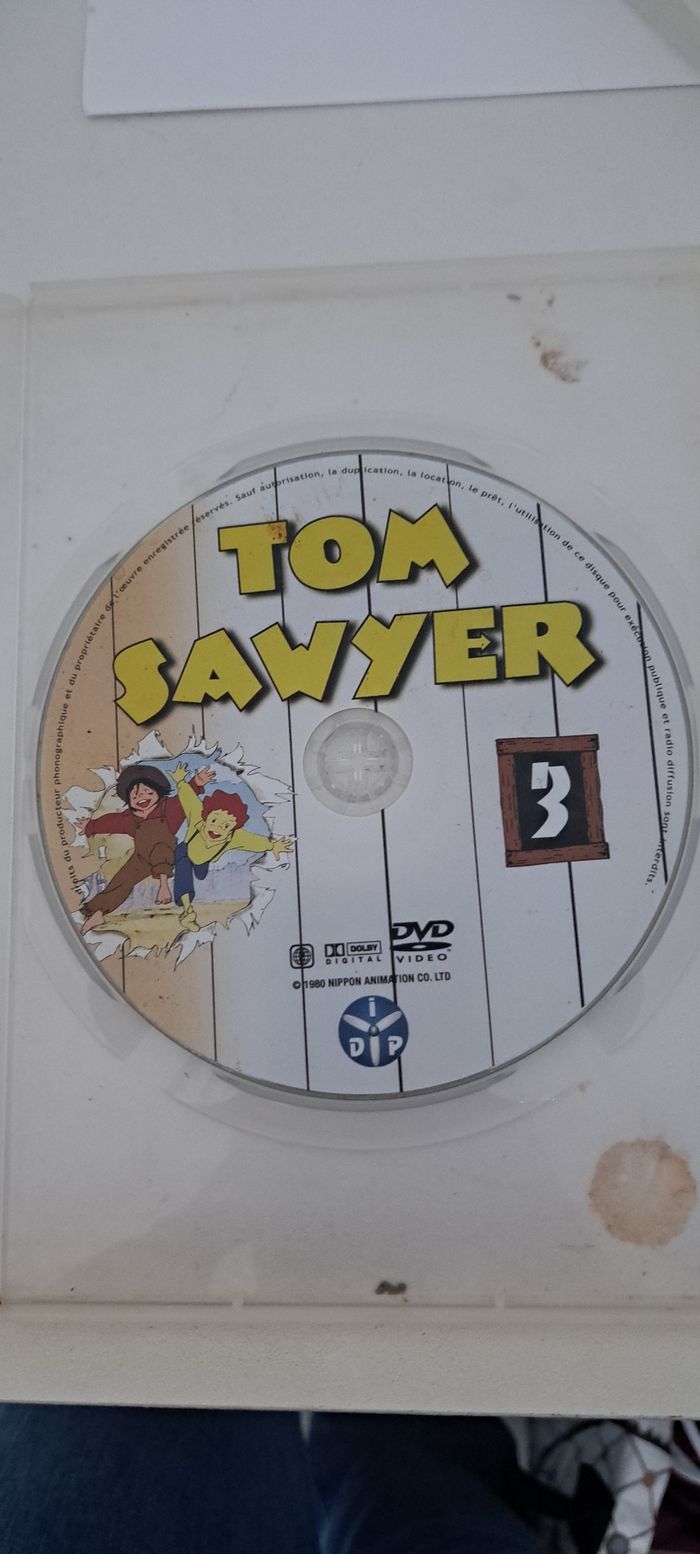 droits du producteur phonographique et du propriétaire de l'œuvre enregistrée réservés. Sauf autorisation, la duplication, la location, le prêt, l'utilisation de ce disque pour exécution publique et radio diffusion sont interdits.
TOM
SAWYER
3
DOLBY
DIGITAL
DVD
VIDEO
© 1980 NIPPON ANIMATION CO. LTD
i
D P